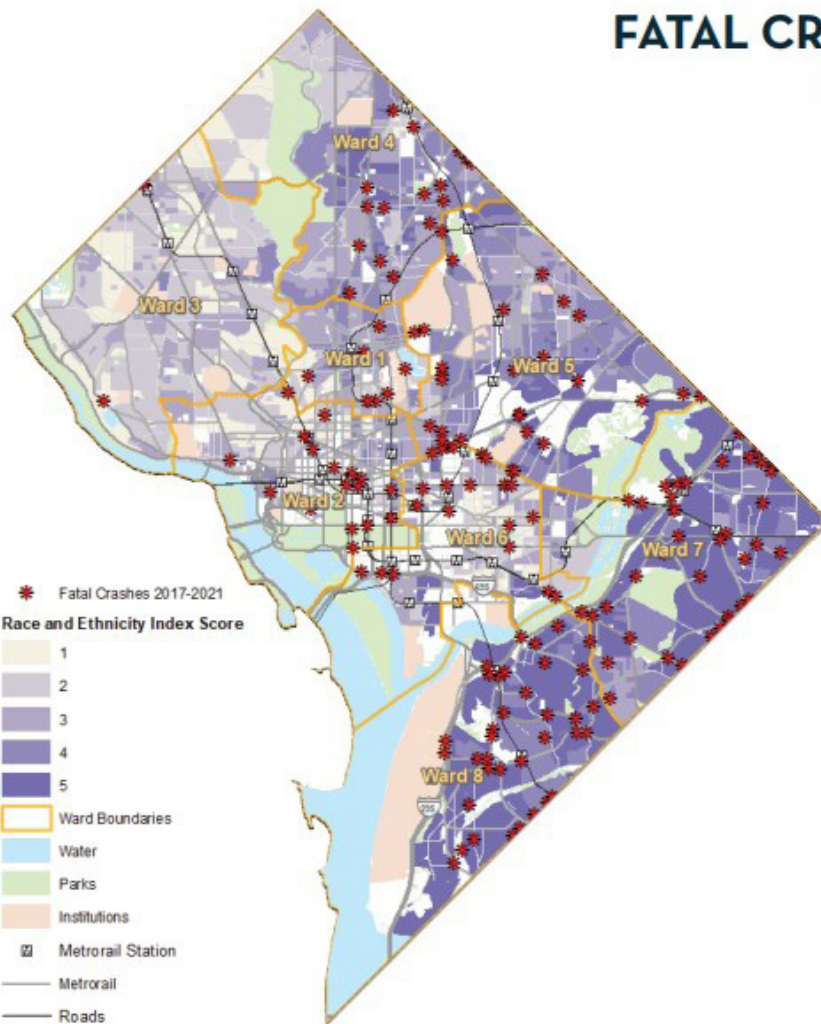 FATAL CR
Ward 4
Ward 3
Ward 1
Ward 5
Ward 2
Ward 6
Ward 7
Ward 8
Fatal Crashes 2017-2021
Race and Ethnicity Index Score
1
2
3
4
5
Ward Boundaries
Water
Parks
Institutions
M Metrorail Station
Metrorail
Roads